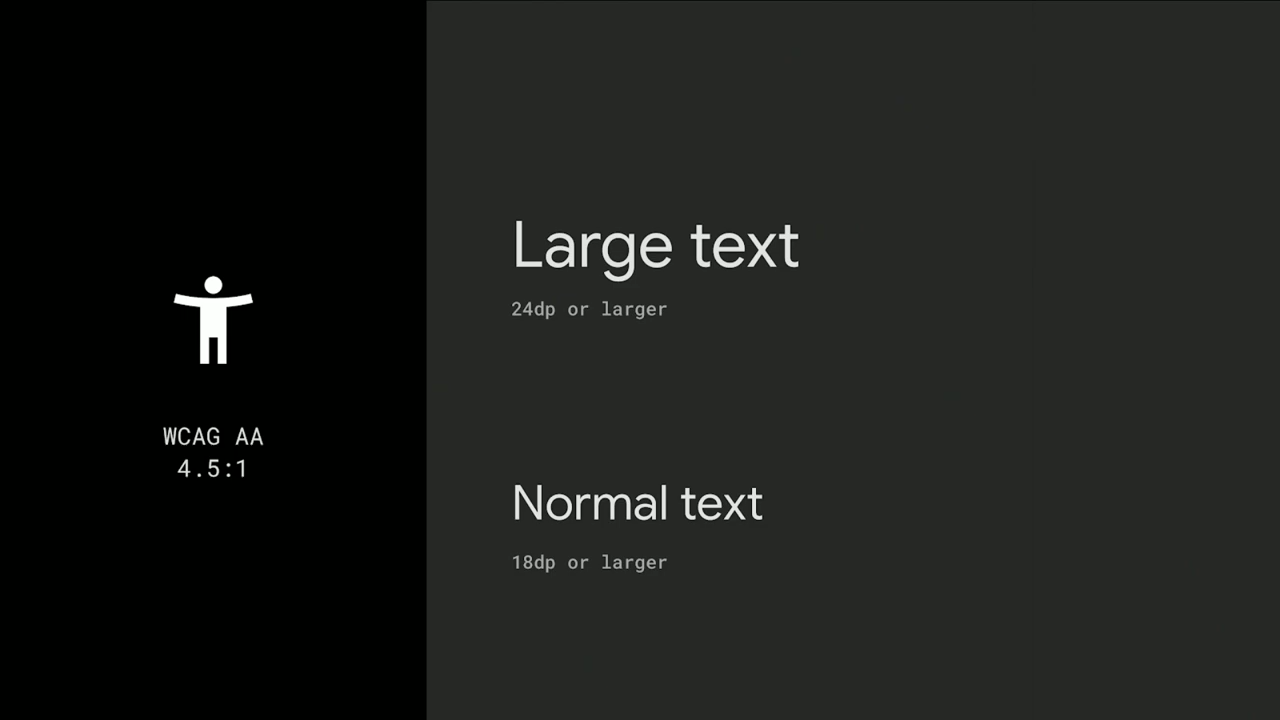 WCAG AA
4.5:1
Large text
24dp or larger
Normal text
18dp or larger